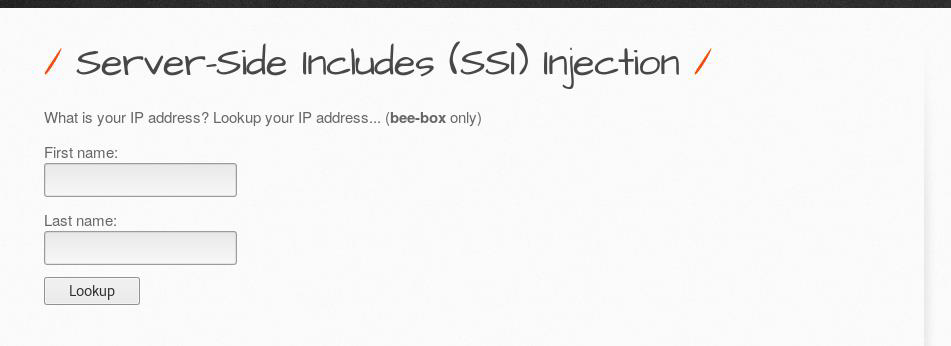 / Server-Side Includes (SSI) Injection /
What is your IP address? Lookup your IP address... (bee-box only)
First name:
Last name:
Lookup